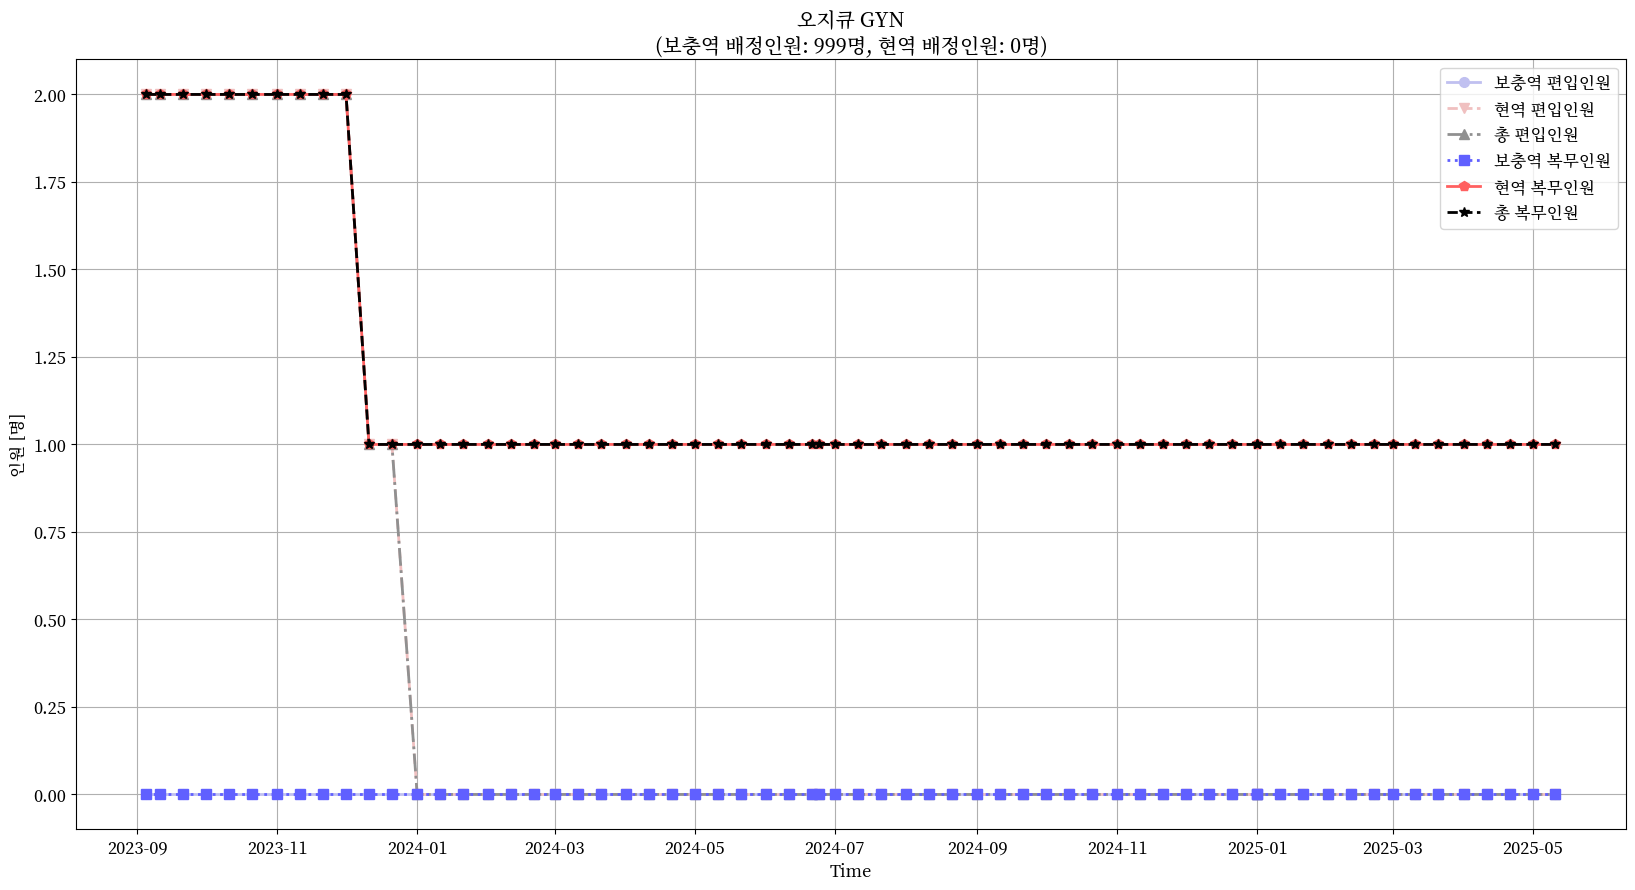 오지큐 GYN
(보충역 배정인원: 999명, 현역 배정인원: 0명)
보충역 편입인원
현역 편입인원
총 편입인원
보충역 복무인원
현역 복무인원
총 복무인원
인원 [명]
2.00
1.75
1.50
1.25
1.00
0.75
0.50
0.25
0.00
2023-09
2023-11
2024-01
2024-03
2024-05
2024-07
2024-09
2024-11
2025-01
2025-03
2025-05
Time